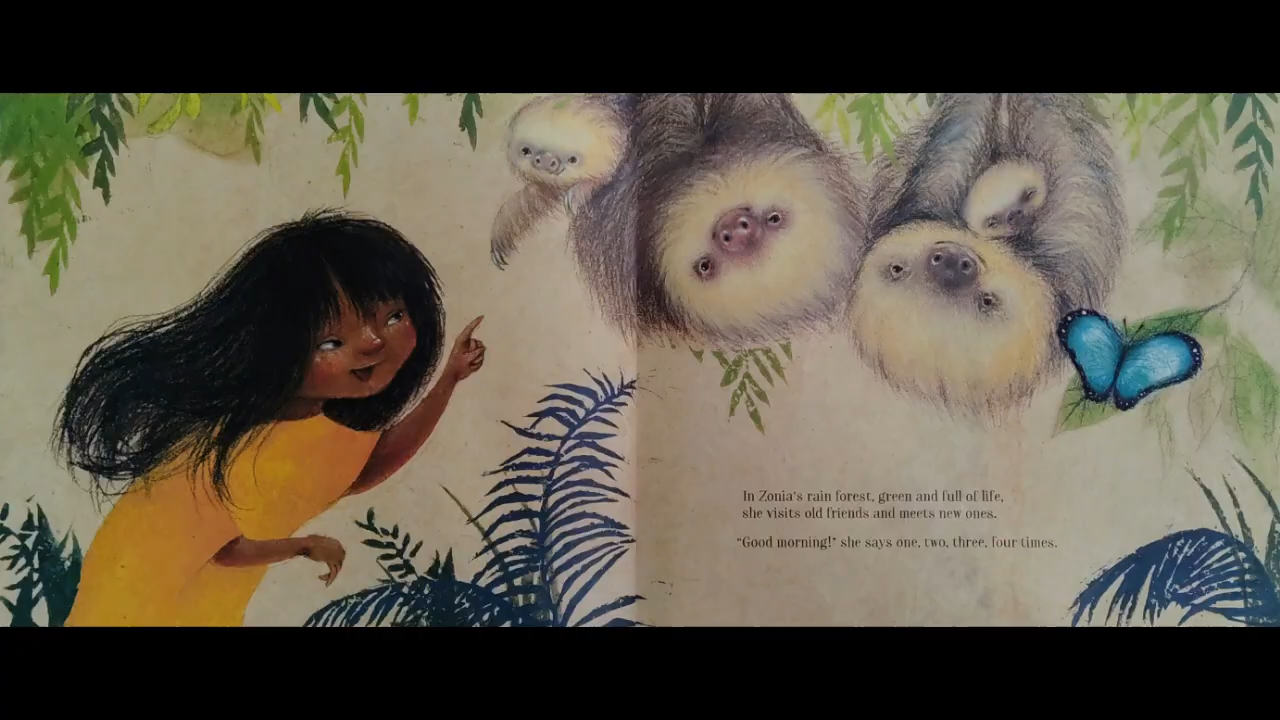 In Zonia's rain forest, green and full of life,
she visits old friends and meets new ones.
"Good morning!" she says one, two, three, four times.